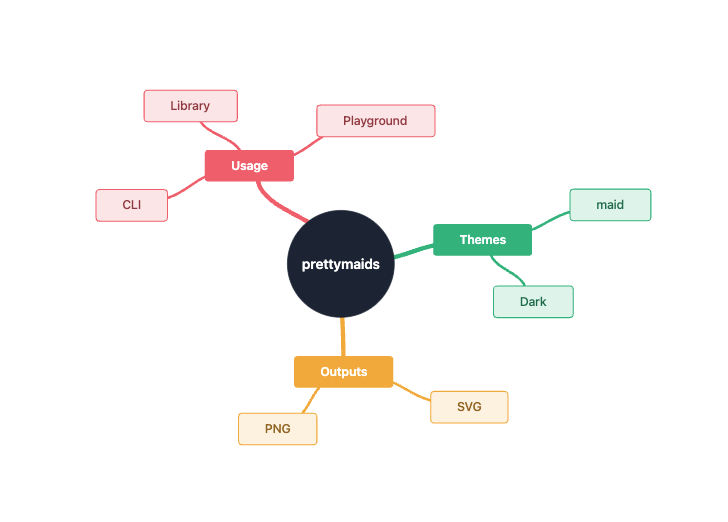 Library
Playground
Usage
CLI
maid
Themes
prettymaids
Dark
Outputs
SVG
PNG